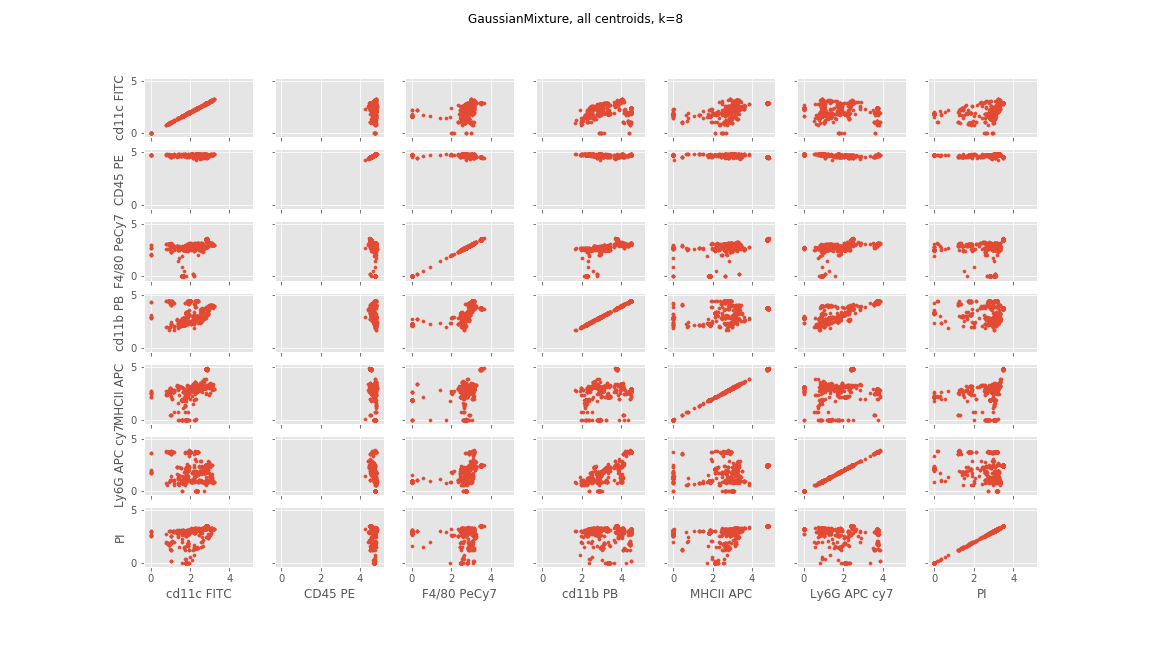 GaussianMixture, all centroids, k=8
cd11c FITC
5
0
CD45 PE
5
0
F4/80 PeCy7
5
0
cd11b PB
5
0
MHCII APC
5
0
Ly6G APC cy7
5
0
PI
5
0
0 2 4 0 2 4 0 2 4 0 2 4 0 2 4 0 2 4 0 2 4
cd11c FITC CD45 PE F4/80 PeCy7 cd11b PB MHCII APC Ly6G APC cy7 PI